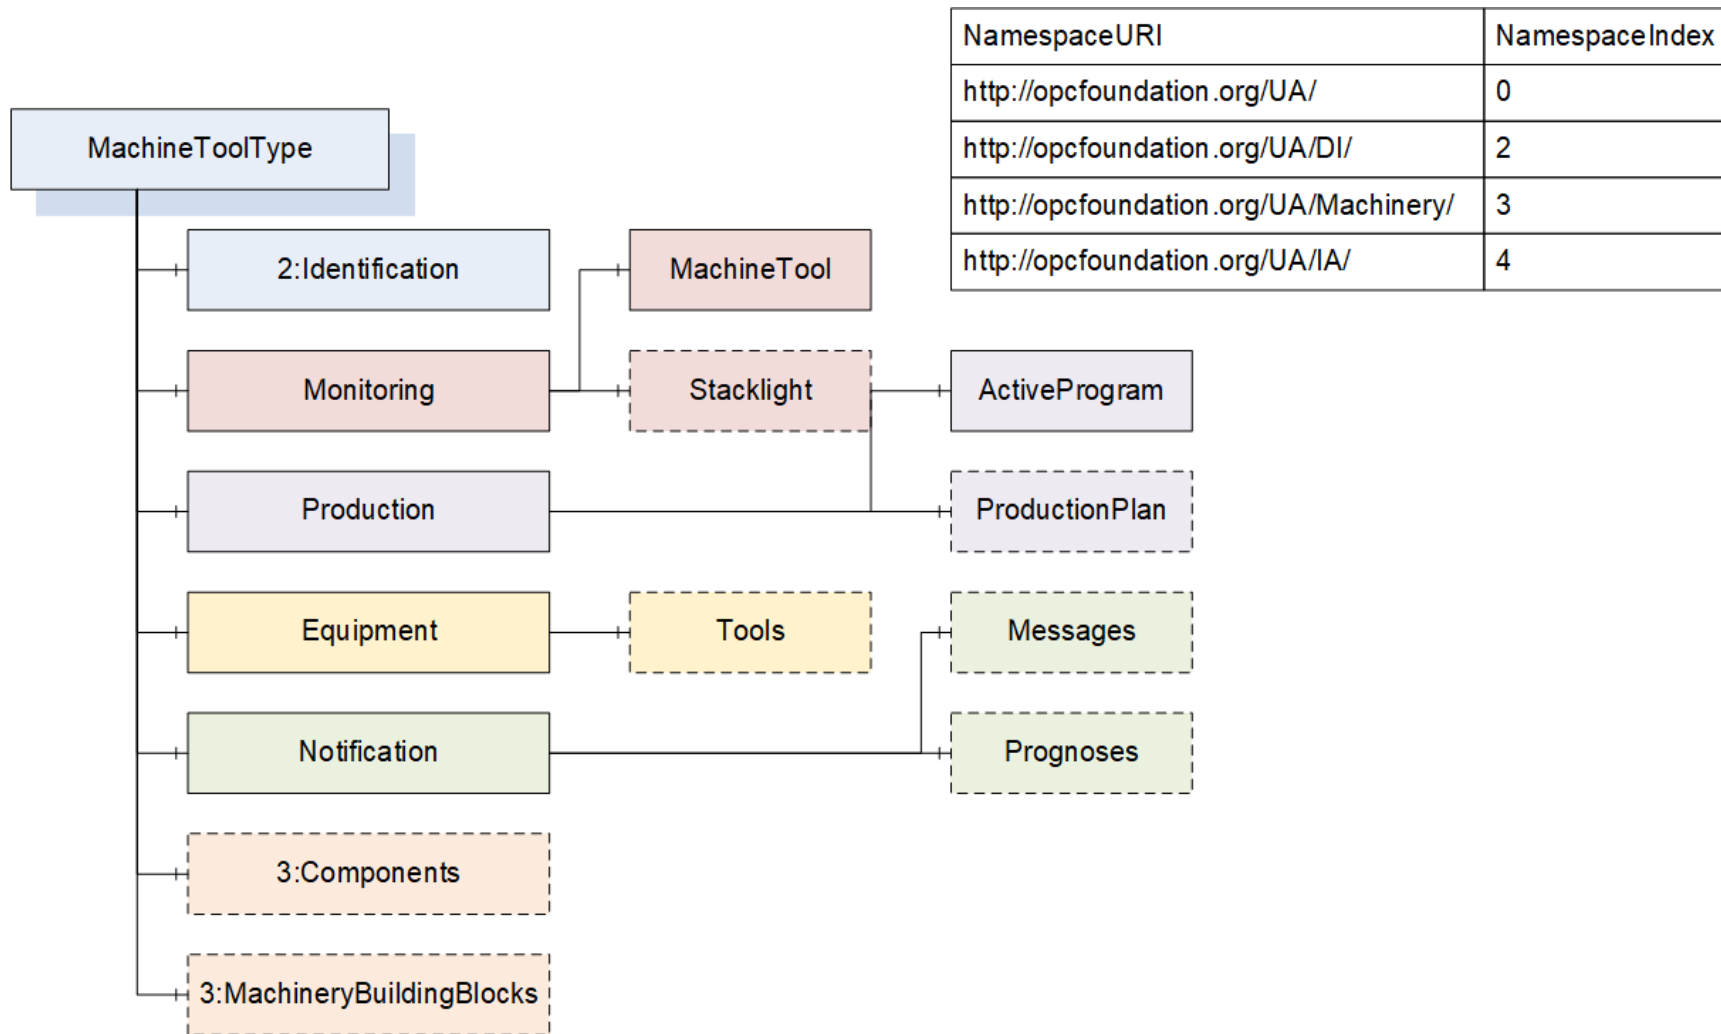 NamespaceURI NamespaceIndex
http://opcfoundation.org/UA/ 0
http://opcfoundation.org/UA/DI/ 2
http://opcfoundation.org/UA/Machinery/ 3
http://opcfoundation.org/UA/IA/ 4
MachineToolType
2:Identification MachineTool
Monitoring Stacklight ActiveProgram
Production ProductionPlan
Equipment Tools Messages
Notification Prognoses
3:Components
3:MachineryBuildingBlocks